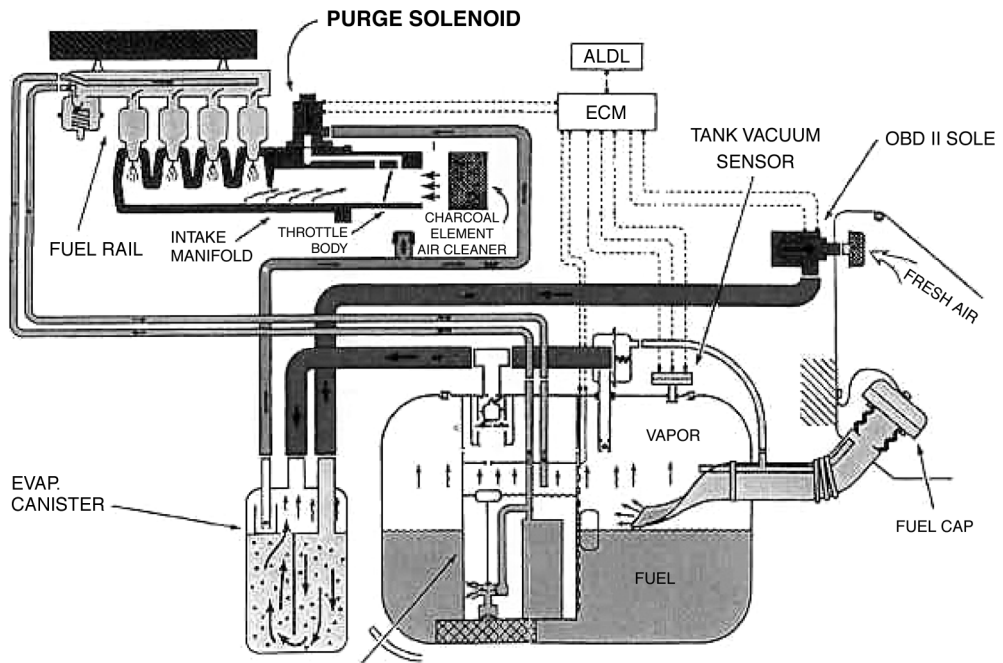 PURGE SOLENOID
ALDL
ECM
TANK VACUUM
SENSOR
OBD II SOLE
FUEL RAIL
INTAKE
MANIFOLD
THROTTLE
BODY
CHARCOAL
ELEMENT
AIR CLEANER
FRESH AIR
VAPOR
EVAP.
CANISTER
FUEL CAP
FUEL